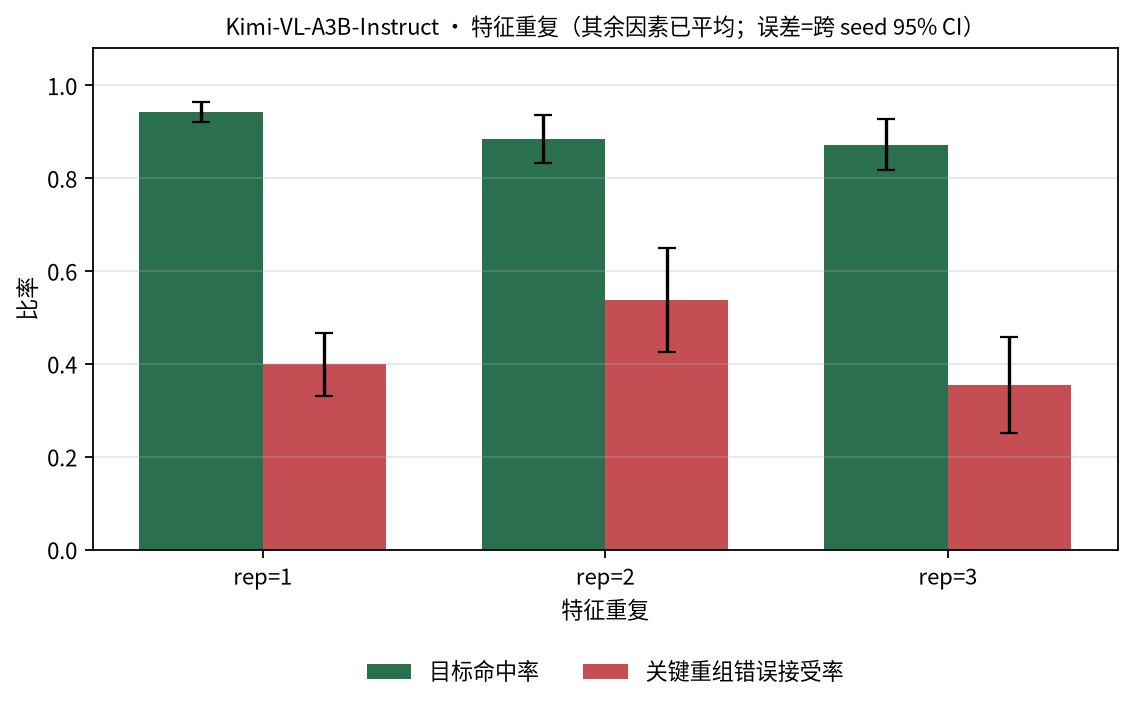 Kimi-VL-A3B-Instruct · 特征重复（其余因素已平均；误差=跨 seed 95% CI）
比率
1.0
0.8
0.6
0.4
0.2
0.0
rep=1
rep=2
rep=3
特征重复
目标命中率
关键重组错误接受率